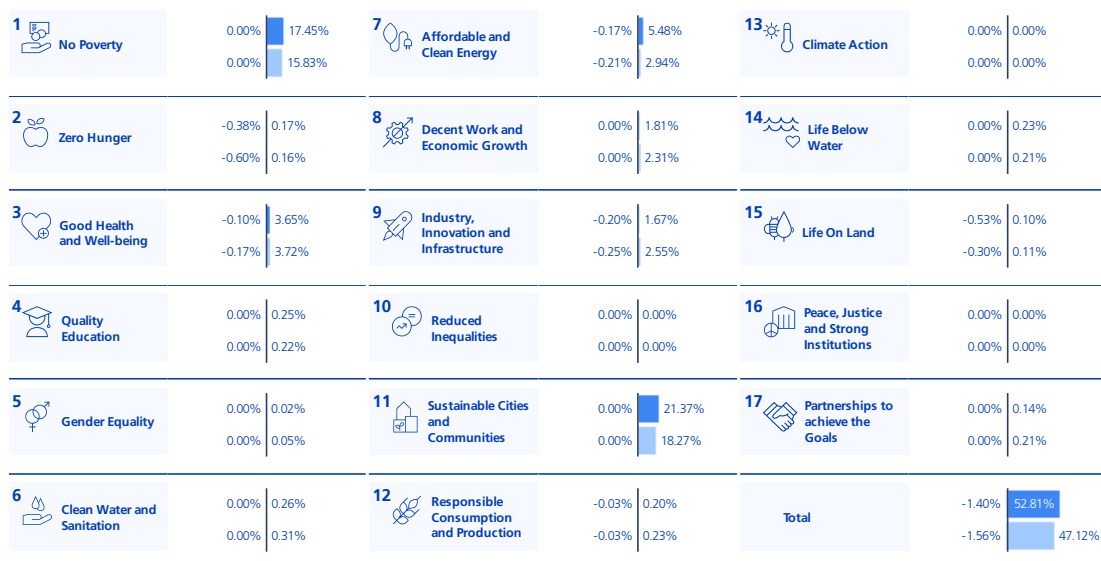 1
No Poverty
0.00% 17.45%
0.00% 15.83%
2
Zero Hunger
-0.38% 0.17%
-0.60% 0.16%
3
Good Health
and Well-being
-0.10% 3.65%
-0.17% 3.72%
4
Quality
Education
0.00% 0.25%
0.00% 0.22%
5
Gender Equality
0.00% 0.02%
0.00% 0.05%
6
Clean Water and
Sanitation
0.00% 0.26%
0.00% 0.31%
7
Affordable and
Clean Energy
-0.17% 5.48%
-0.21% 2.94%
8
Decent Work and
Economic Growth
0.00% 1.81%
0.00% 2.31%
9
Industry,
Innovation and
Infrastructure
-0.20% 1.67%
-0.25% 2.55%
10
Reduced
Inequalities
0.00% 0.00%
0.00% 0.00%
11
Sustainable Cities
and
Communities
0.00% 21.37%
0.00% 18.27%
12
Responsible
Consumption
and Production
-0.03% 0.20%
-0.03% 0.23%
13
Climate Action
0.00% 0.00%
0.00% 0.00%
14
Life Below
Water
0.00% 0.23%
0.00% 0.21%
15
Life On Land
-0.53% 0.10%
-0.30% 0.11%
16
Peace, Justice
and Strong
Institutions
0.00% 0.00%
0.00% 0.00%
17
Partnerships to
achieve the
Goals
0.00% 0.14%
0.00% 0.21%
Total
-1.40% 52.81%
-1.56% 47.12%